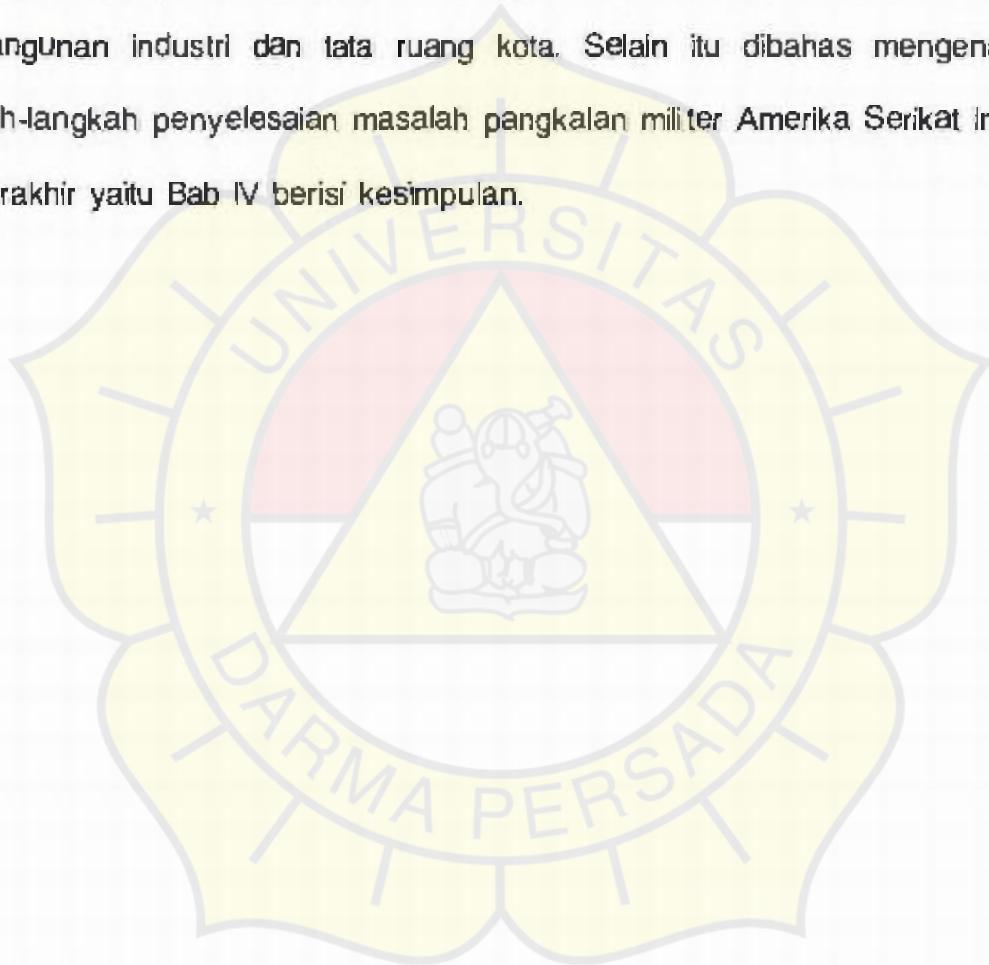 angunan industri dan tata ruang kota. Selain itu dibahas mengena
h-langkah penyelesaian masalah pangkalan militer Amerika Serikat in
rakhir yaitu Bab IV berisi kesimpulan.
UNIVERSITAS
DARMA PERSADA